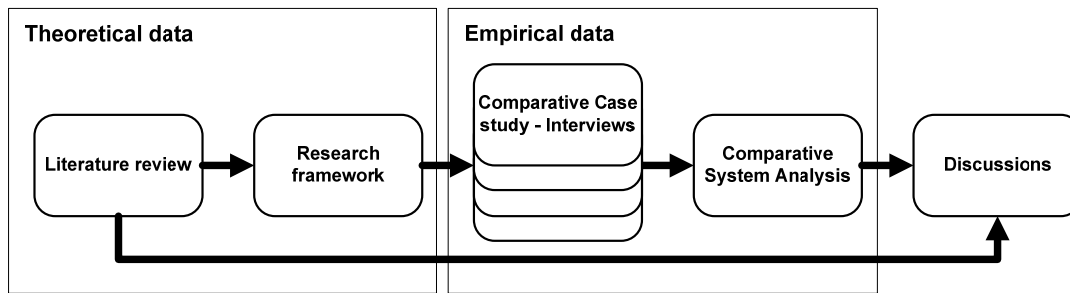 Theoretical data
Empirical data
Literature review
Research
framework
Comparative Case
study - Interviews
Comparative
System Analysis
Discussions